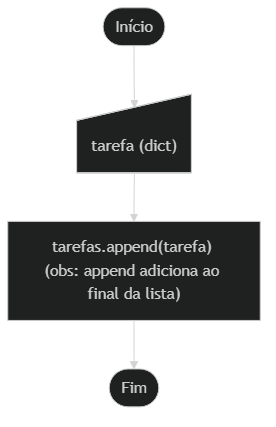 Início
tarefa (dict)
tarefas.append(tarefa)
(obs: append adiciona ao
final da lista)
Fim